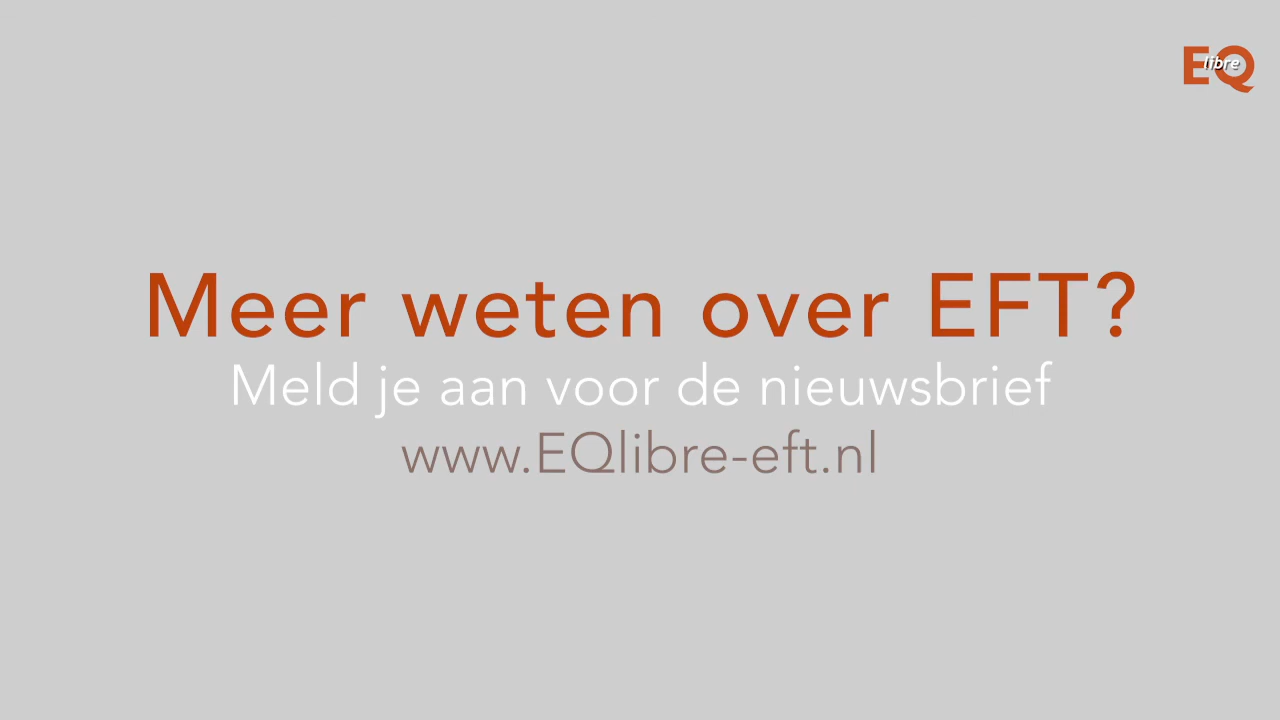 EQ
libre
Meer weten over EFT?
Meld je aan voor de nieuwsbrief
www.EQlibre-eft.nl